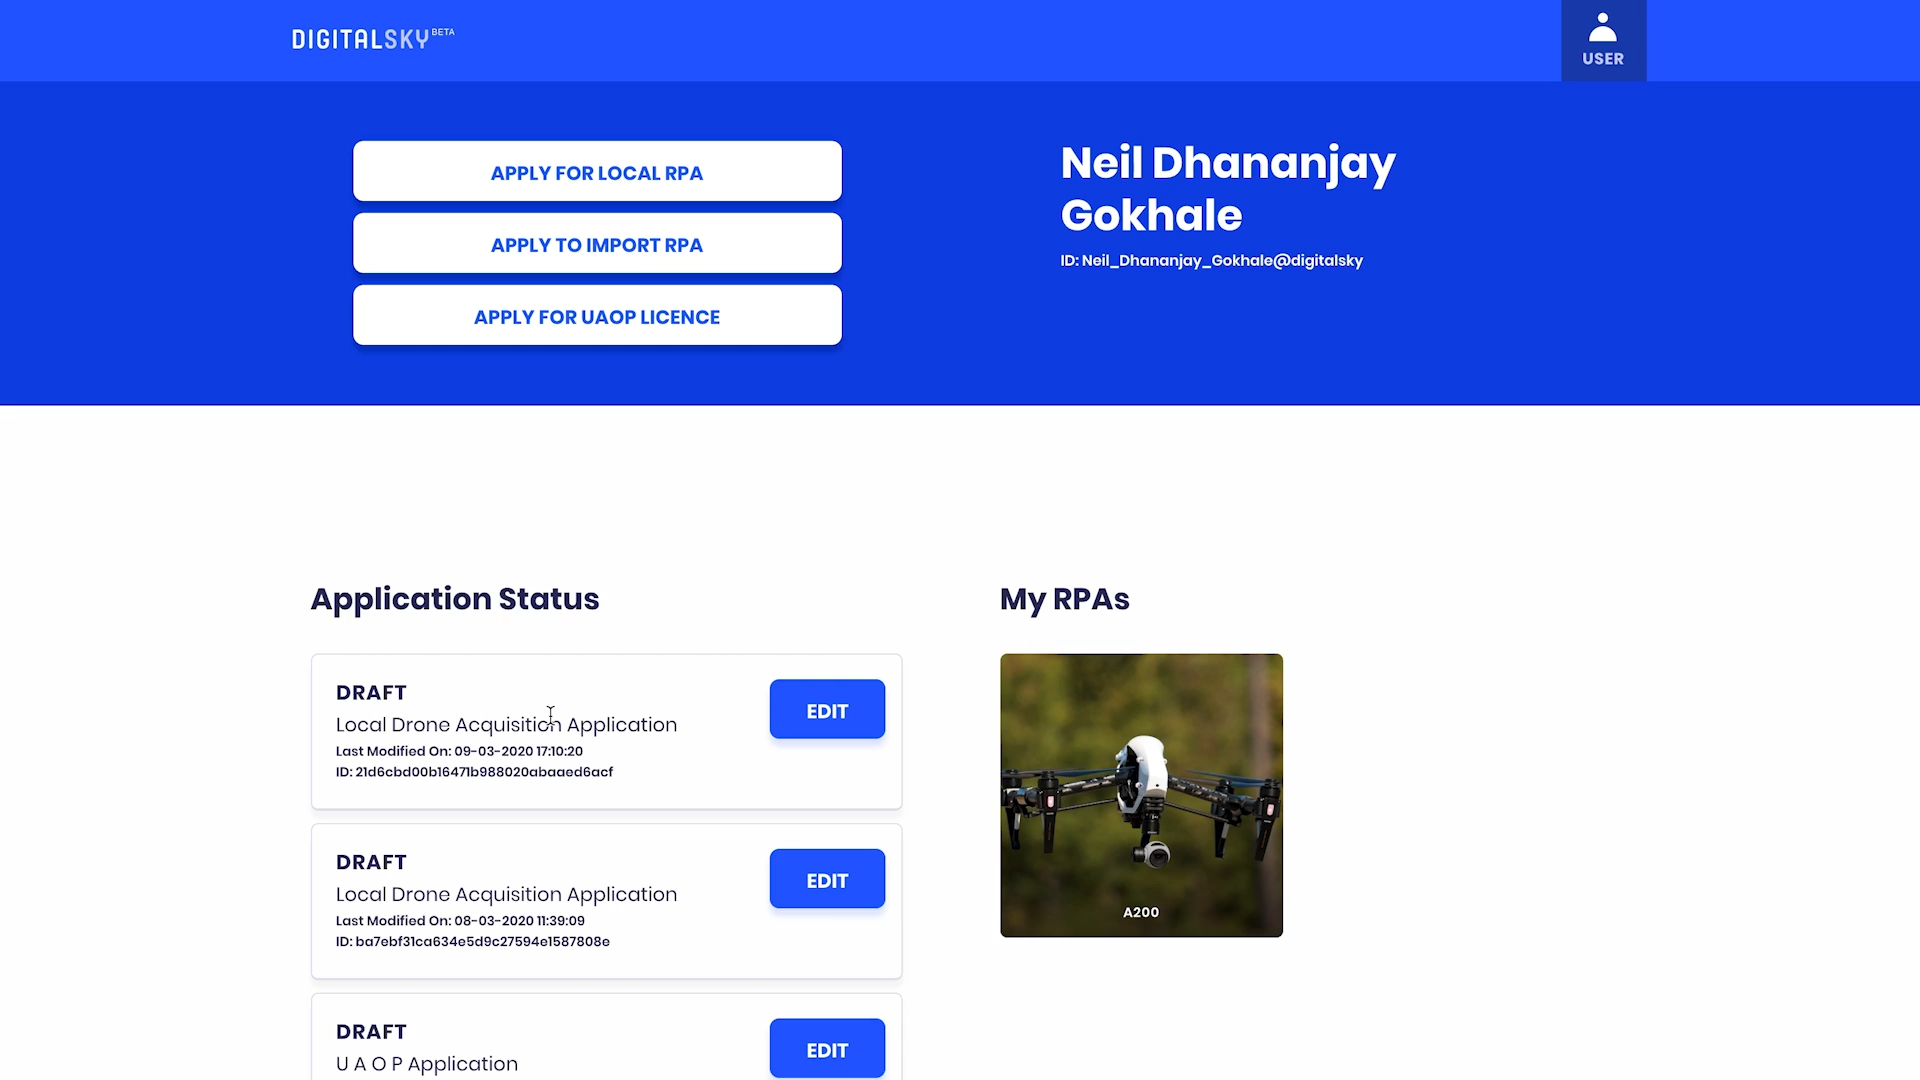 DIGITALSKY BETA
USER
APPLY FOR LOCAL RPA
APPLY TO IMPORT RPA
APPLY FOR UAOP LICENCE
Neil Dhananjay
Gokhale
ID: Neil_Dhananjay_Gokhale@digitalsky
Application Status
DRAFT
Local Drone Acquisition Application
Last Modified On: 09-03-2020 17:10:20
ID: 21d6cbd00b16471b988020abaaed6acf
EDIT
DRAFT
Local Drone Acquisition Application
Last Modified On: 08-03-2020 11:39:09
ID: ba7ebf31ca634e5d9c27594e1587808e
EDIT
DRAFT
U A O P Application
EDIT
My RPAs
A200